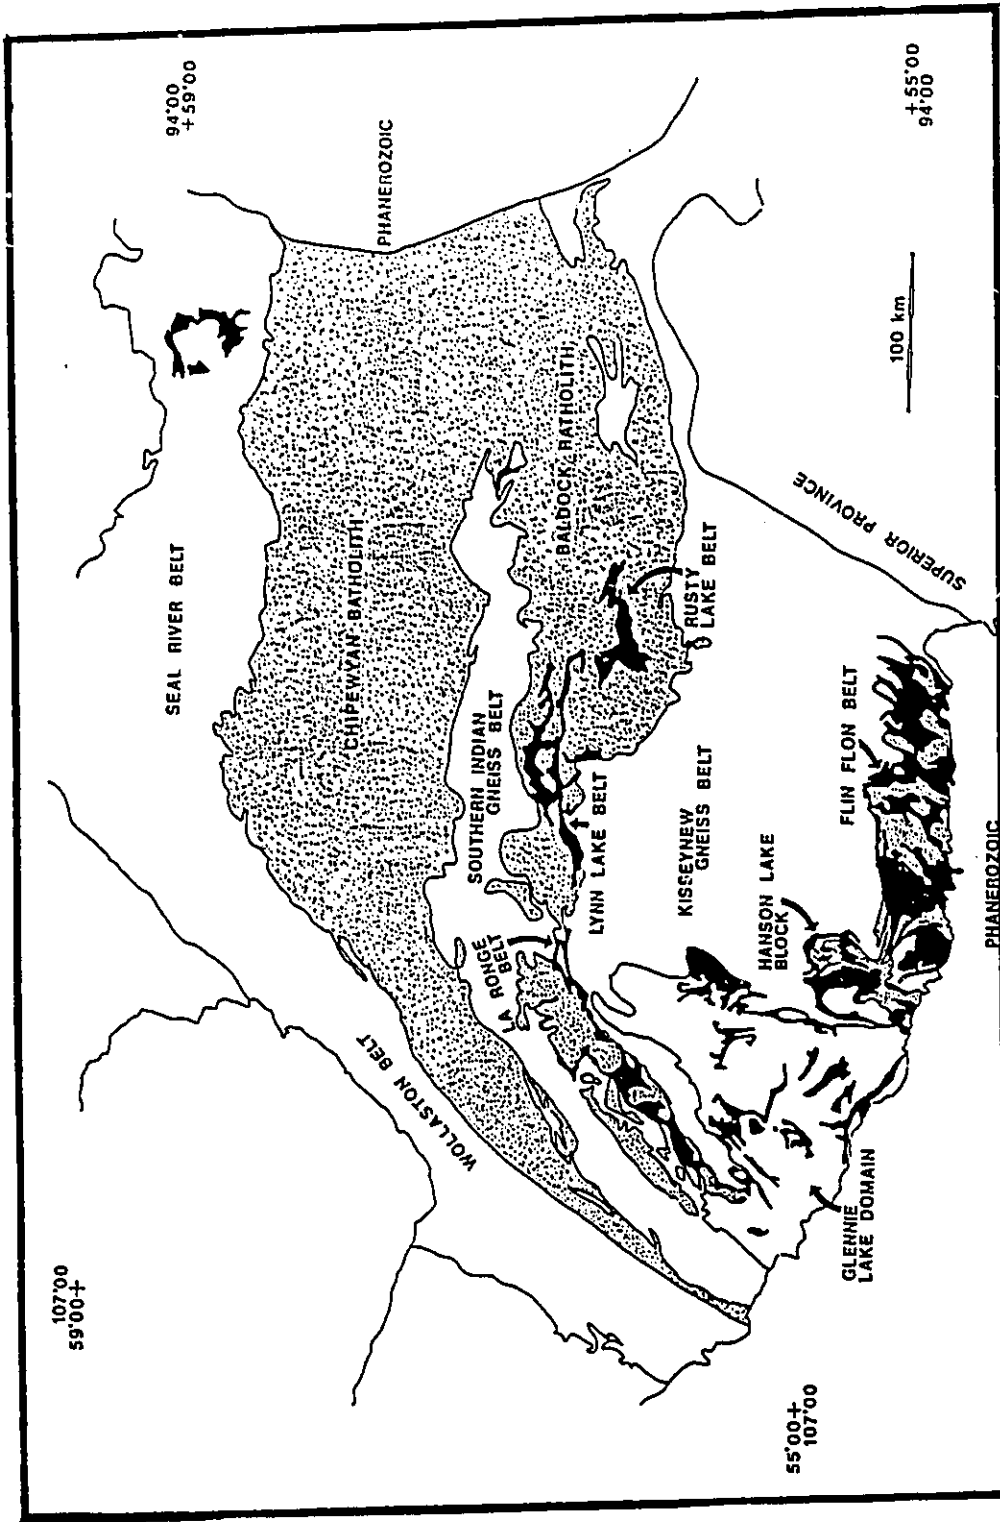 107°00
59°00+
94°00
+59°00
SEAL RIVER BELT
PHANEROZOIC
WOLLASTON BELT
CHIPEWYAN BATHOLITH
SOUTHERN INDIAN
GNEISS BELT
BALDOCK BATHOLITH
LA RONGE
BELT
LYNN LAKE BELT
RUSTY
LAKE BELT
KISSEYNEW
GNEISS BELT
SUPERIOR PROVINCE
HANSON LAKE
BLOCK
FLIN FLON BELT
GLENNIE
LAKE DOMAIN
100 km
55°00+
107°00
+55°00
94°00
PHANEROZOIC